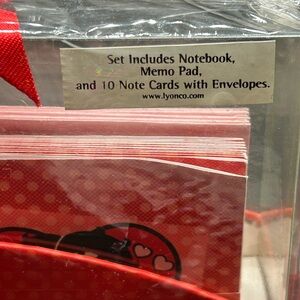 Set Includes Notebook,
Memo Pad,
and 10 Note Cards with Envelopes.
www.lyonco.com